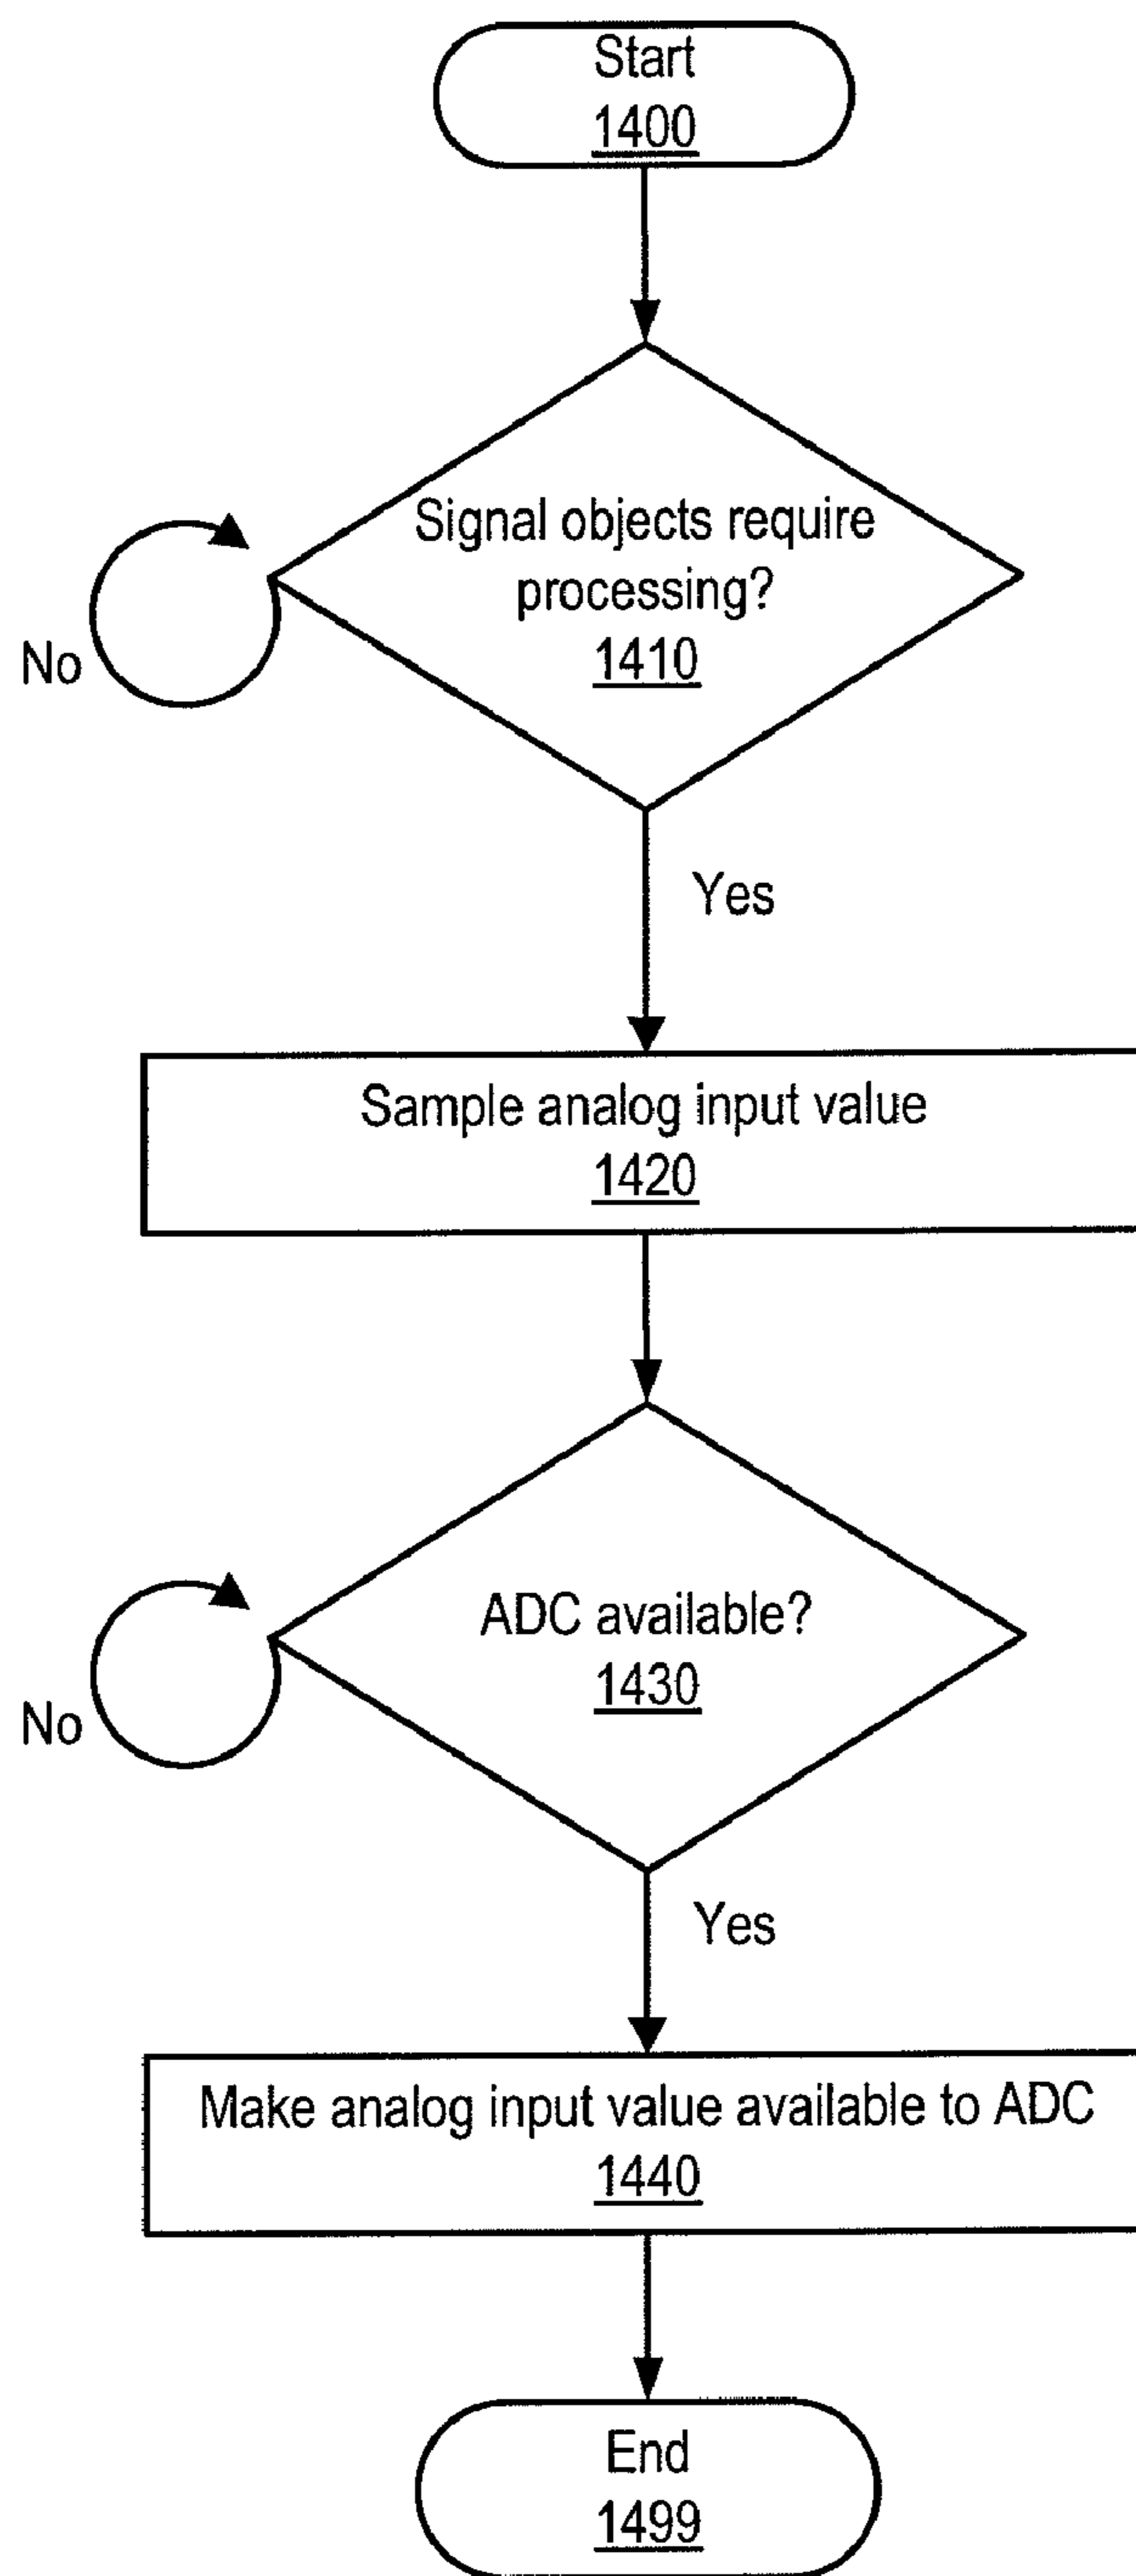 Start
1400
Signal objects require
processing?
1410
No
Yes
Sample analog input value
1420
ADC available?
1430
No
Yes
Make analog input value available to ADC
1440
End
1499